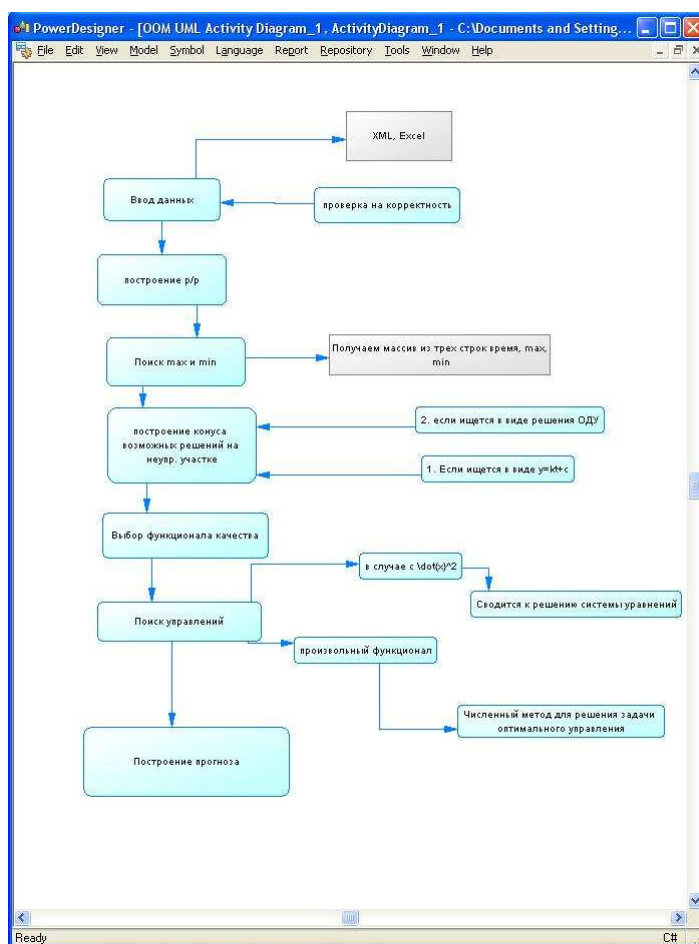 PowerDesigner - [OOM UML Activity Diagram_1, ActivityDiagram_1 - C:\Documents and Setting...
File Edit View Model Symbol Language Report Repository Tools Window Help
XML, Excel
Ввод данных
проверка на корректность
построение р/р
Поиск max и min
Получаем массив из трех строк время, max,
min
построение конуса
возможных решений на
неупр. участке
2. если ищется в виде решения ОДУ
1. Если ищется в виде y=kt+c
Выбор функционала качества
в случае с \dot(x)^2
Сводится к решению системы уравнений
Поиск управлений
произвольный функционал
Численный метод для решения задачи
оптимального управления
Построение прогноза
Ready C#